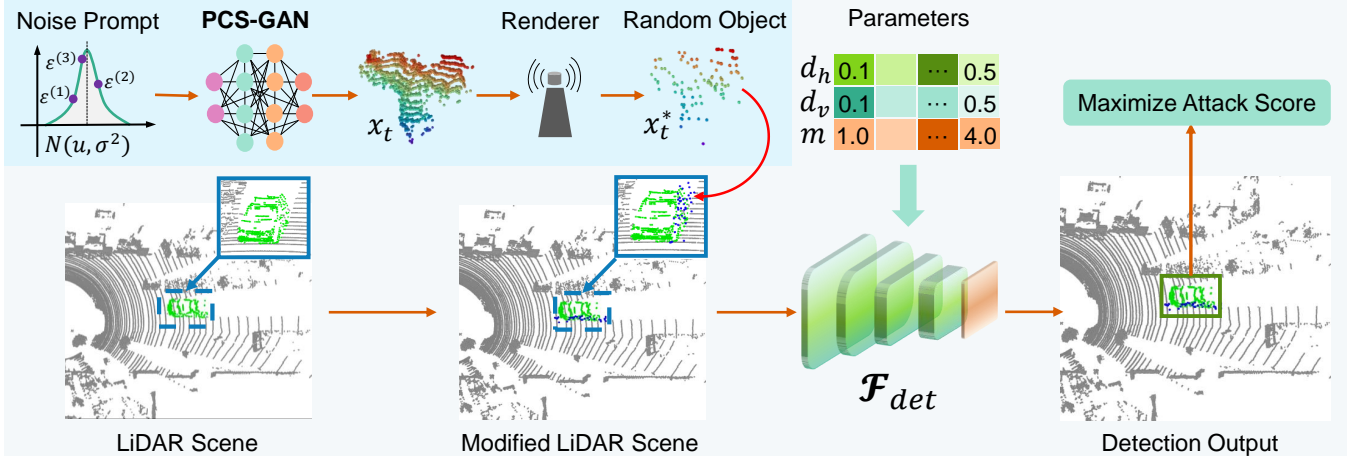 Noise Prompt
PCS-GAN
Renderer
Random Object
Parameters
ε⁽³⁾
ε⁽²⁾
ε⁽¹⁾
N(u, σ²)
x_t
x_t^*
d_h 0.1 ... 0.5
d_v 0.1 ... 0.5
m 1.0 ... 4.0
Maximize Attack Score
𝓕_det
LiDAR Scene
Modified LiDAR Scene
Detection Output